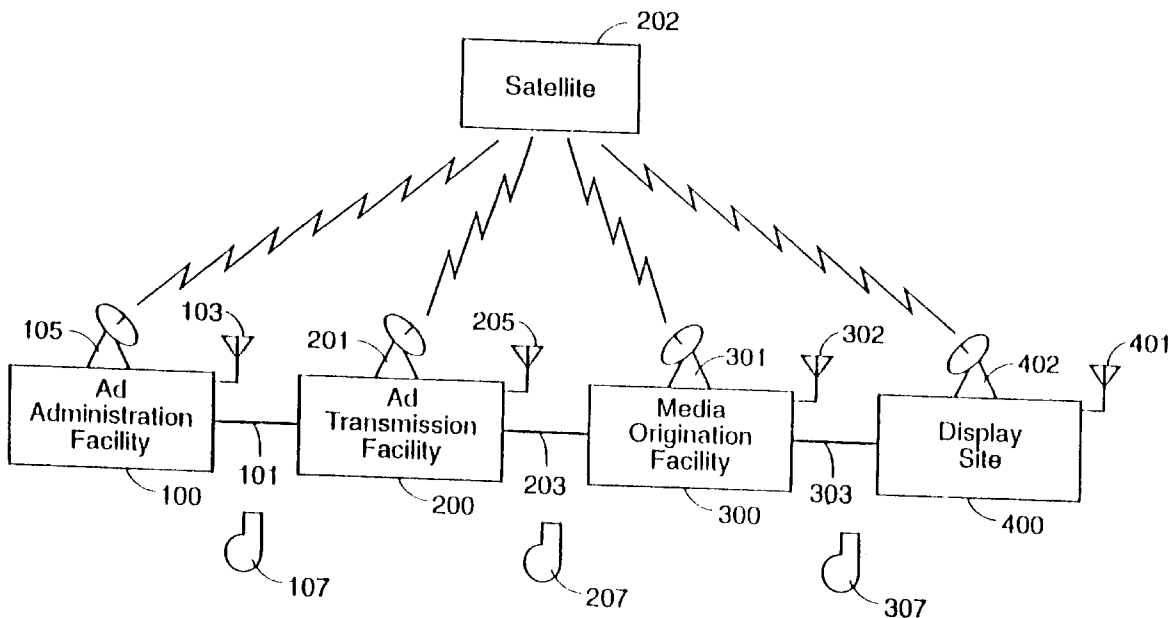 202
Satellite
103
205
302
401
105
201
301
402
Ad
Administration
Facility
Ad
Transmission
Facility
Media
Origination
Facility
Display
Site
100
101
200
203
300
303
400
107
207
307